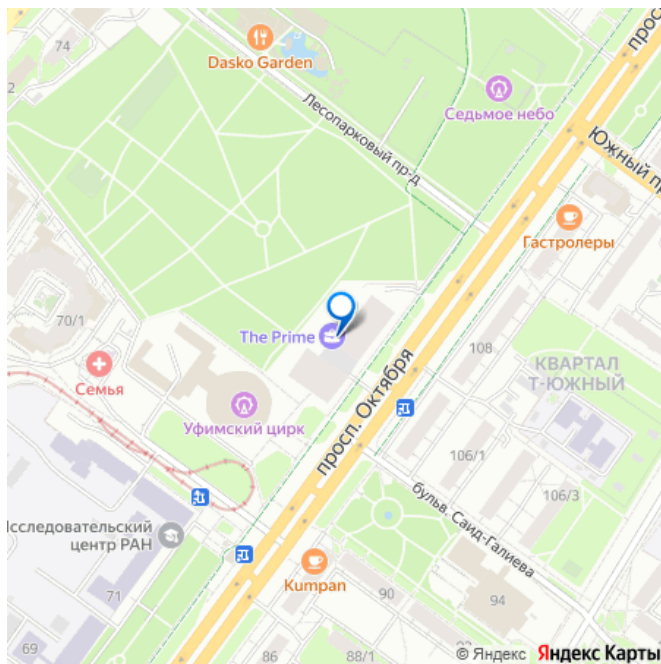 74
Dasko Garden
просп
Седьмое небо
Лесопарковый пр-д
Южный пр
Гастролеры
70/1
The Prime
108
КВАРТАЛ
Т-ЮЖНЫЙ
Семья
просп. Октября
Уфимский цирк
106/1
106/3
бульв. Саид-Галиева
Исследовательский
центр РАН
Kumpan
71
90
94
69
86
88/1
© Яндекс Яндекс Карты